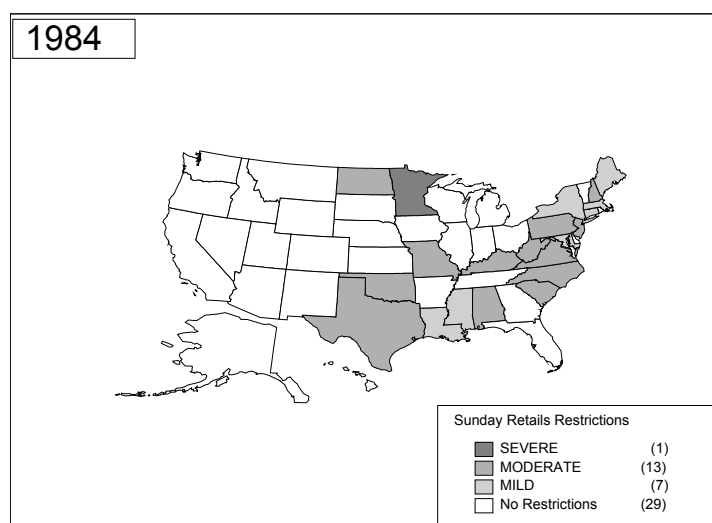 1984
Sunday Retails Restrictions
SEVERE (1)
MODERATE (13)
MILD (7)
No Restrictions (29)